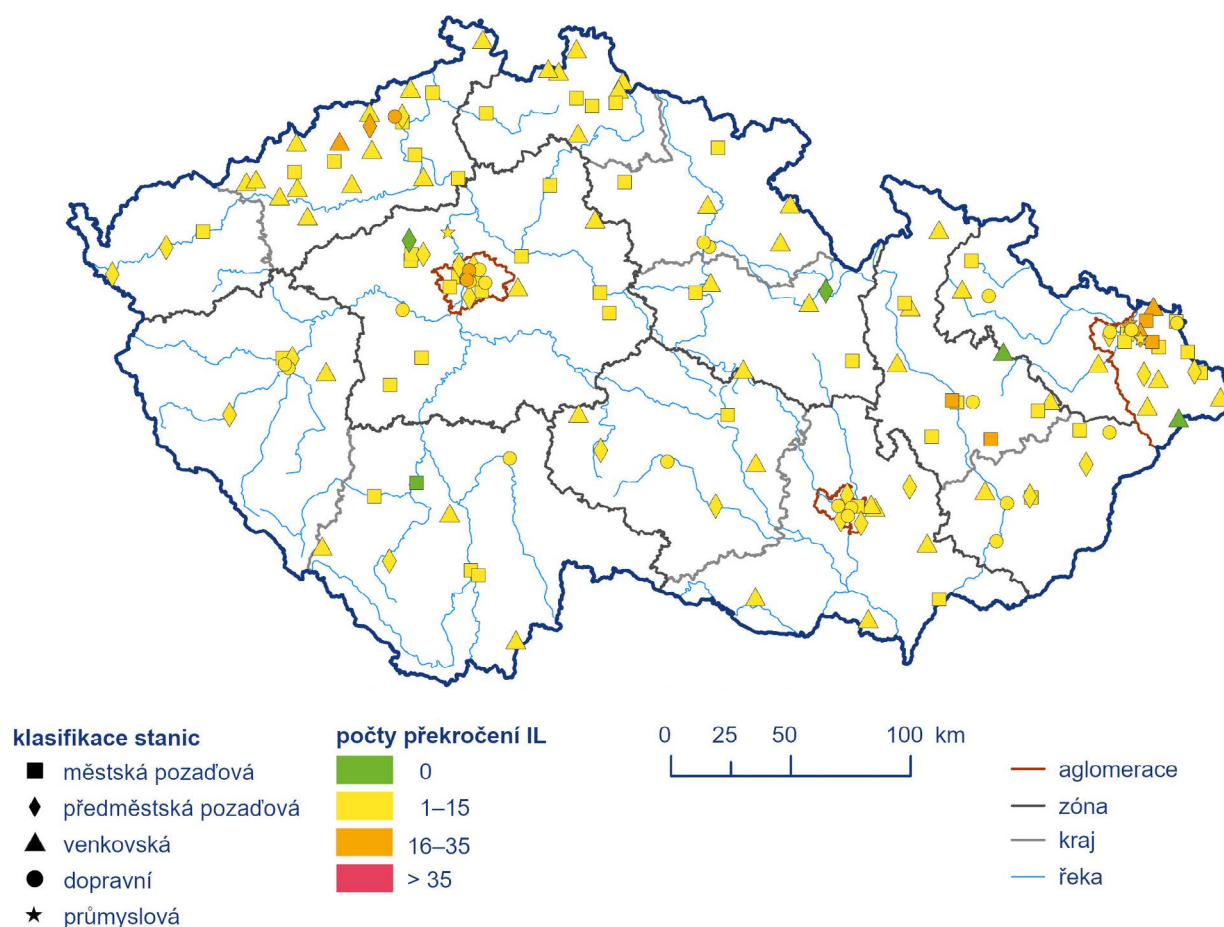 klasifikace stanic
městská pozaďová
předměstská pozaďová
venkovská
dopravní
průmyslová
počty překročení IL
0
1–15
16–35
> 35
0 25 50 100 km
aglomerace
zóna
kraj
řeka